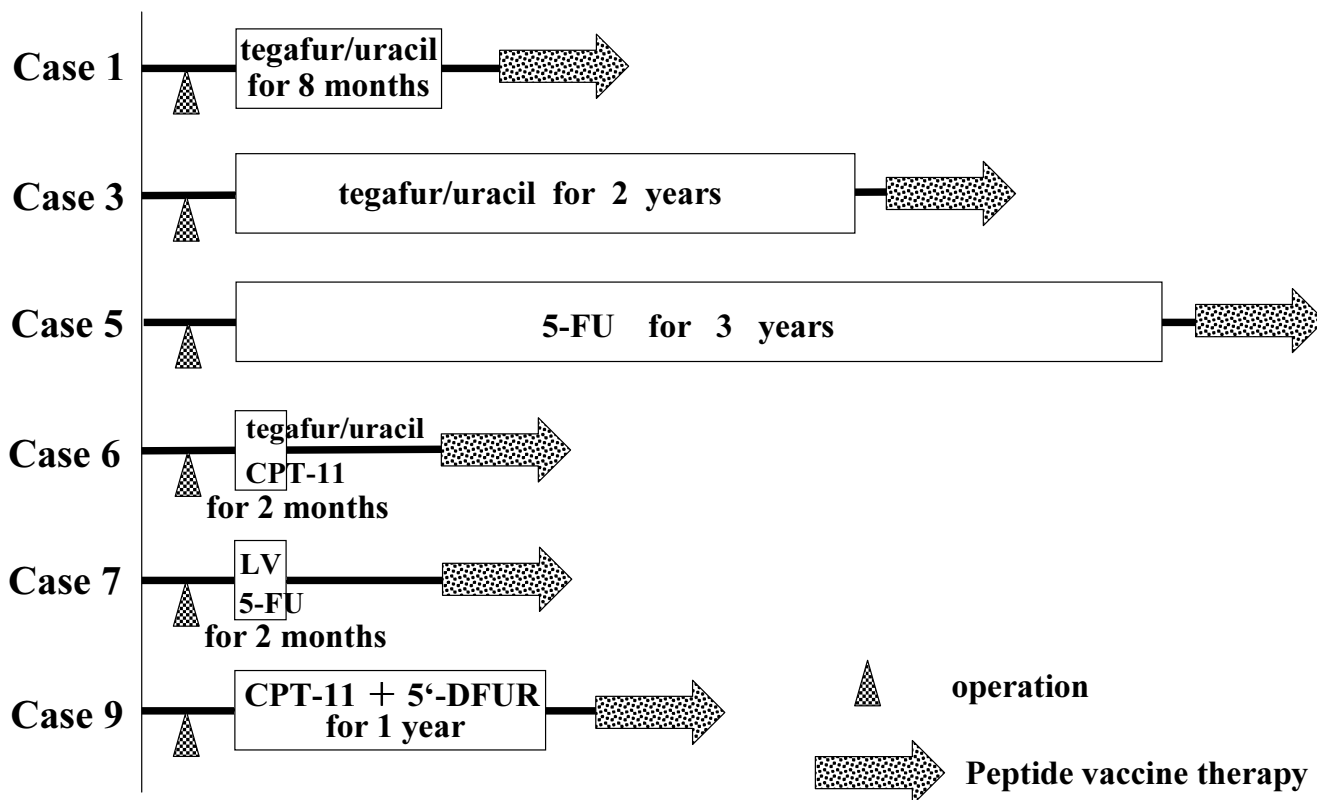 Case 1
tegafur/uracil
for 8 months
Case 3
tegafur/uracil for 2 years
Case 5
5-FU for 3 years
Case 6
tegafur/uracil
CPT-11
for 2 months
Case 7
LV
5-FU
for 2 months
Case 9
CPT-11 + 5‘-DFUR
for 1 year
operation
Peptide vaccine therapy